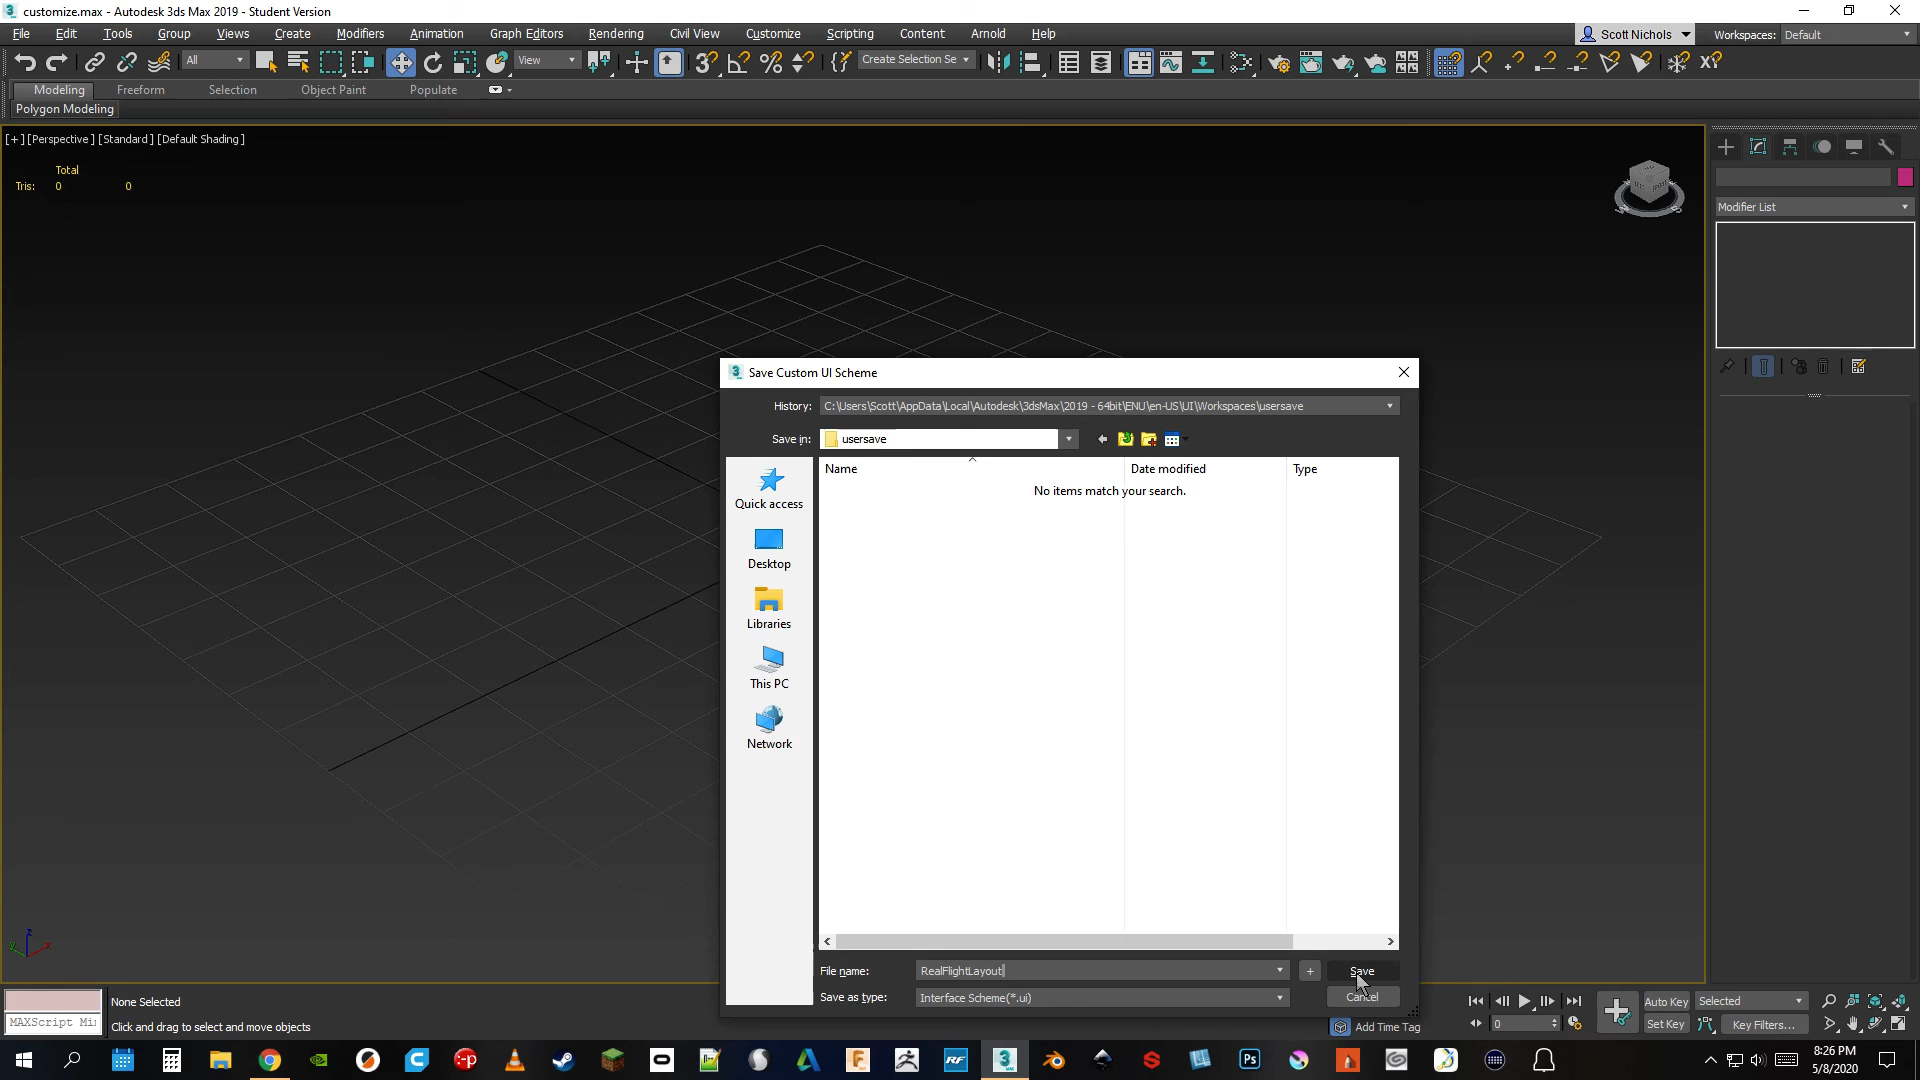 customize.max - Autodesk 3ds Max 2019 - Student Version
File Edit Tools Group Views Create Modifiers Animation Graph Editors Rendering Civil View Customize Scripting Content Arnold Help Scott Nichols Workspaces: Default
All View Create Selection Se
Modeling Freeform Selection Object Paint Populate
Polygon Modeling
[+] [Perspective] [Standard] [Default Shading]
Total
Tris: 0 0
Modifier List
Save Custom UI Scheme
History: C:\Users\Scott\AppData\Local\Autodesk\3dsMax\2019 - 64bit\ENU\en-US\UI\Workspaces\usersave
Save in: usersave
Name Date modified Type
No items match your search.
Quick access
Desktop
Libraries
This PC
Network
File name: RealFlightLayout + Save
Save as type: Interface Scheme(*.ui) Cancel
z
y x
None Selected
MAXScript Mi
Click and drag to select and move objects
Add Time Tag
0
Auto Key Selected
Set Key Key Filters...
8:26 PM
5/8/2020